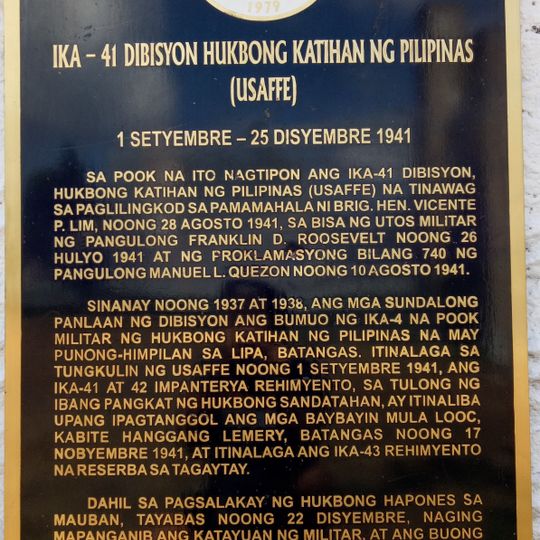 1979
IKA – 41 DIBISYON HUKBONG KATIHAN NG PILIPINAS
(USAFFE)
1 SETYEMBRE – 25 DISYEMBRE 1941
SA POOK NA ITO NAGTIPON ANG IKA-41 DIBISYON,
HUKBONG KATIHAN NG PILIPINAS (USAFFE) NA TINAWAG
SA PAGLILINGKOD SA PAMAMAHALA NI BRIG. HEN. VICENTE
P. LIM, NOONG 28 AGOSTO 1941, SA BISA NG UTOS MILITAR
NG PANGULONG FRANKLIN D. ROOSEVELT NOONG 26
HULYO 1941 AT NG PROKLAMASYONG BILANG 740 NG
PANGULONG MANUEL L. QUEZON NOONG 10 AGOSTO 1941.
SINANAY NOONG 1937 AT 1938, ANG MGA SUNDALONG
PANLAAN NG DIBISYON ANG BUMUO NG IKA-4 NA POOK
MILITAR NG HUKBONG KATIHAN NG PILIPINAS NA MAY
PUNONG-HIMPILAN SA LIPA, BATANGAS. ITINALAGA SA
TUNGKULIN NG USAFFE NOONG 1 SETYEMBRE 1941, ANG
IKA-41 AT 42 IMPANTERYA REHIMYENTO, SA TULONG NG
IBANG PANGKAT NG HUKBONG SANDATAHAN, AY ITINALIBA
UPANG IPAGTANGGOL ANG MGA BAYBAYIN MULA LOOC,
KABITE HANGGANG LEMERY, BATANGAS NOONG 17
NOBYEMBRE 1941, AT ITINALAGA ANG IKA-43 REHIMYENTO
NA RESERBA SA TAGAYTAY.
DAHIL SA PAGSALAKAY NG HUKBONG HAPONES SA
MAUBAN, TAYABAS NOONG 22 DISYEMBRE, NAGING
MAPANGANIB ANG KATAYUAN NG MILITAR, AT ANG BUONG